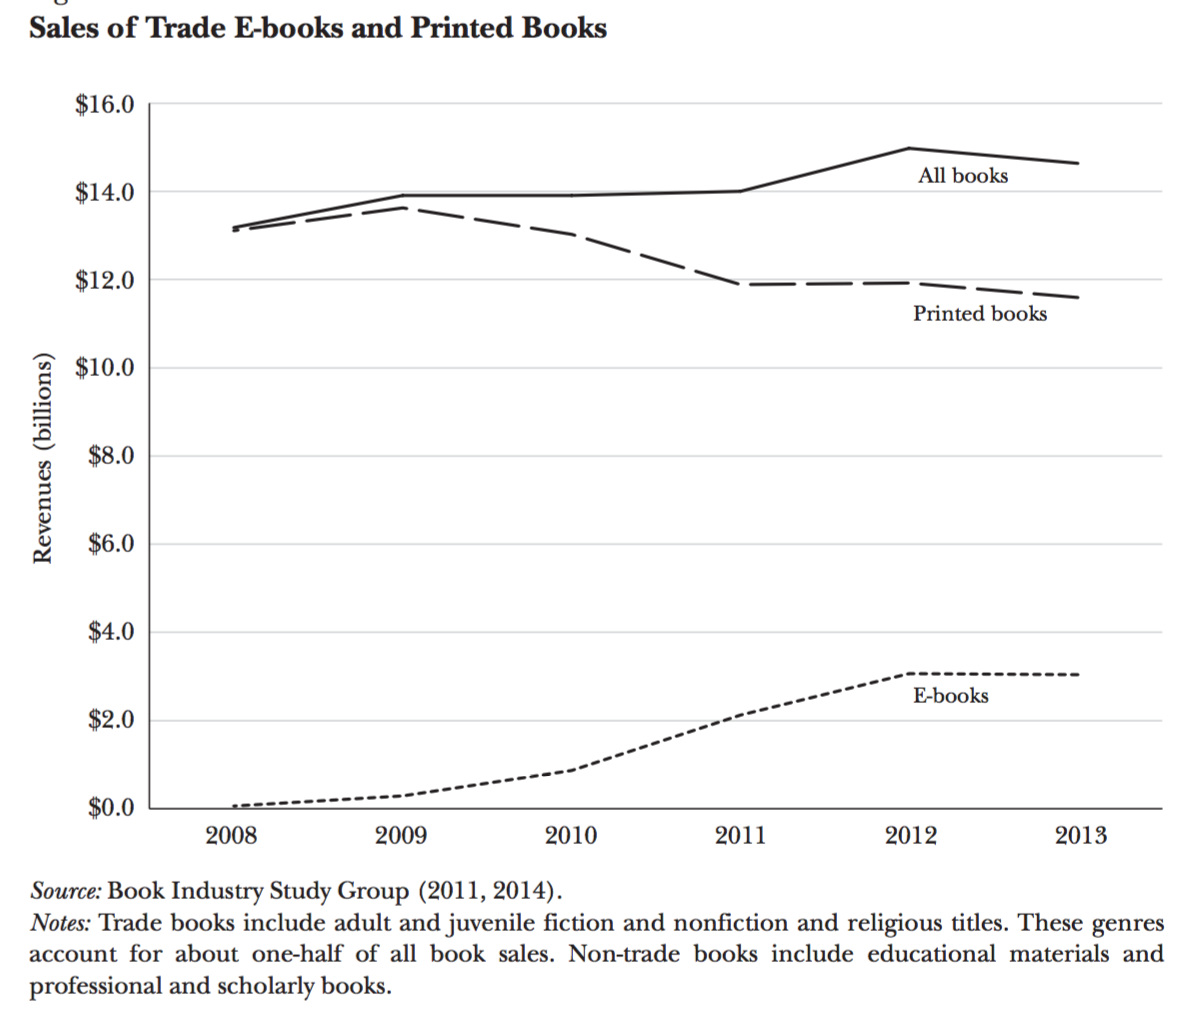 Sales of Trade E-books and Printed Books
$16.0
$14.0
$12.0
$10.0
$8.0
$6.0
$4.0
$2.0
$0.0
Revenues (billions)
All books
Printed books
E-books
2008 2009 2010 2011 2012 2013
Source: Book Industry Study Group (2011, 2014).
Notes: Trade books include adult and juvenile fiction and nonfiction and religious titles. These genres
account for about one-half of all book sales. Non-trade books include educational materials and
professional and scholarly books.